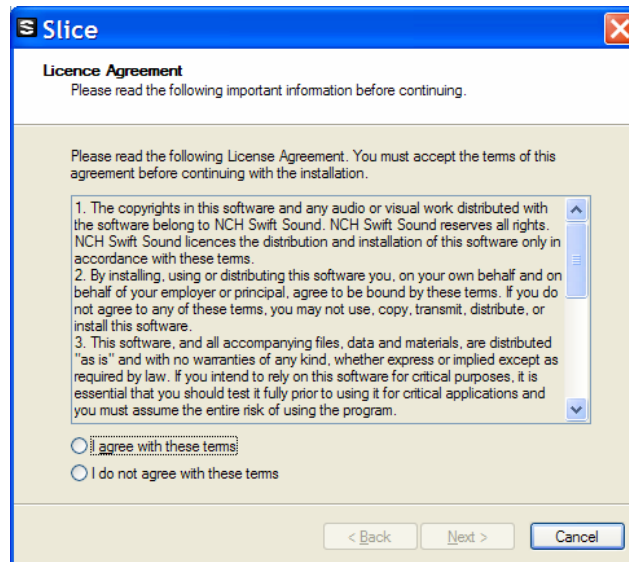 Slice
Licence Agreement
Please read the following important information before continuing.
Please read the following License Agreement. You must accept the terms of this
agreement before continuing with the installation.
1. The copyrights in this software and any audio or visual work distributed with
the software belong to NCH Swift Sound. NCH Swift Sound reserves all rights.
NCH Swift Sound licences the distribution and installation of this software only in
accordance with these terms.
2. By installing, using or distributing this software you, on your own behalf and on
behalf of your employer or principal, agree to be bound by these terms. If you do
not agree to any of these terms, you may not use, copy, transmit, distribute, or
install this software.
3. This software, and all accompanying files, data and materials, are distributed
"as is" and with no warranties of any kind, whether express or implied except as
required by law. If you intend to rely on this software for critical purposes, it is
essential that you should test it fully prior to using it for critical applications and
you must assume the entire risk of using the program.
I agree with these terms
I do not agree with these terms
< Back Next > Cancel